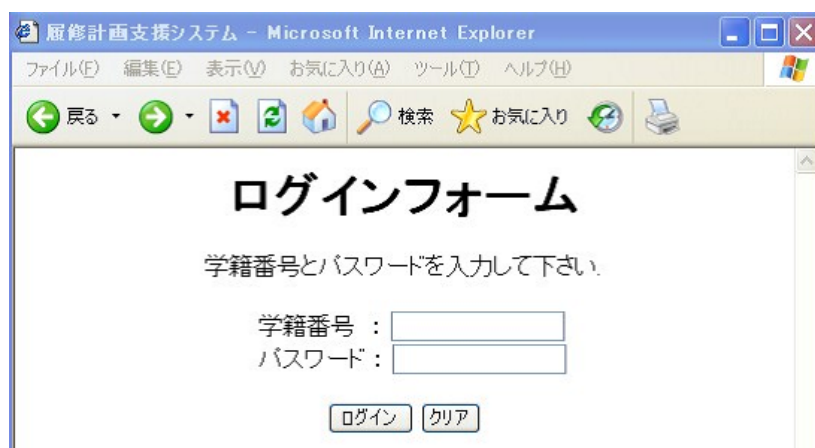 履修計画支援システム - Microsoft Internet Explorer
ファイル(F) 編集(E) 表示(V) お気に入り(A) ツール(T) ヘルプ(H)
戻る 検索 お気に入り
ログインフォーム
学籍番号とパスワードを入力して下さい.
学籍番号 :
パスワード :
ログイン クリア